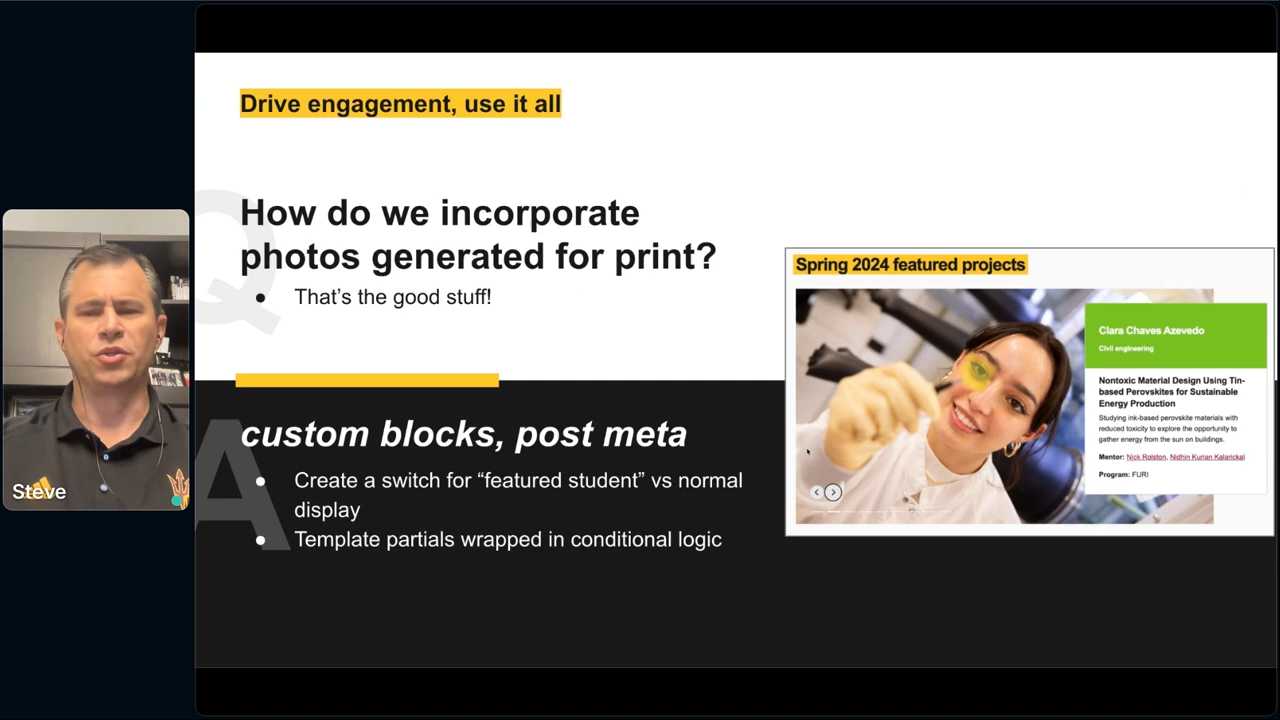 Drive engagement, use it all
Q
How do we incorporate
photos generated for print?
● That's the good stuff!
A
custom blocks, post meta
● Create a switch for “featured student” vs normal
display
● Template partials wrapped in conditional logic
Spring 2024 featured projects
Clara Chaves Azevedo
Civil engineering
Nontoxic Material Design Using Tin-
based Perovskites for Sustainable
Energy Production
Studying ink-based perovskite materials with
reduced toxicity to explore the opportunity to
gather energy from the sun on buildings.
Mentor: Nick Rolston, Nidhin Kurian Kalarickal
Program: FURI
Steve